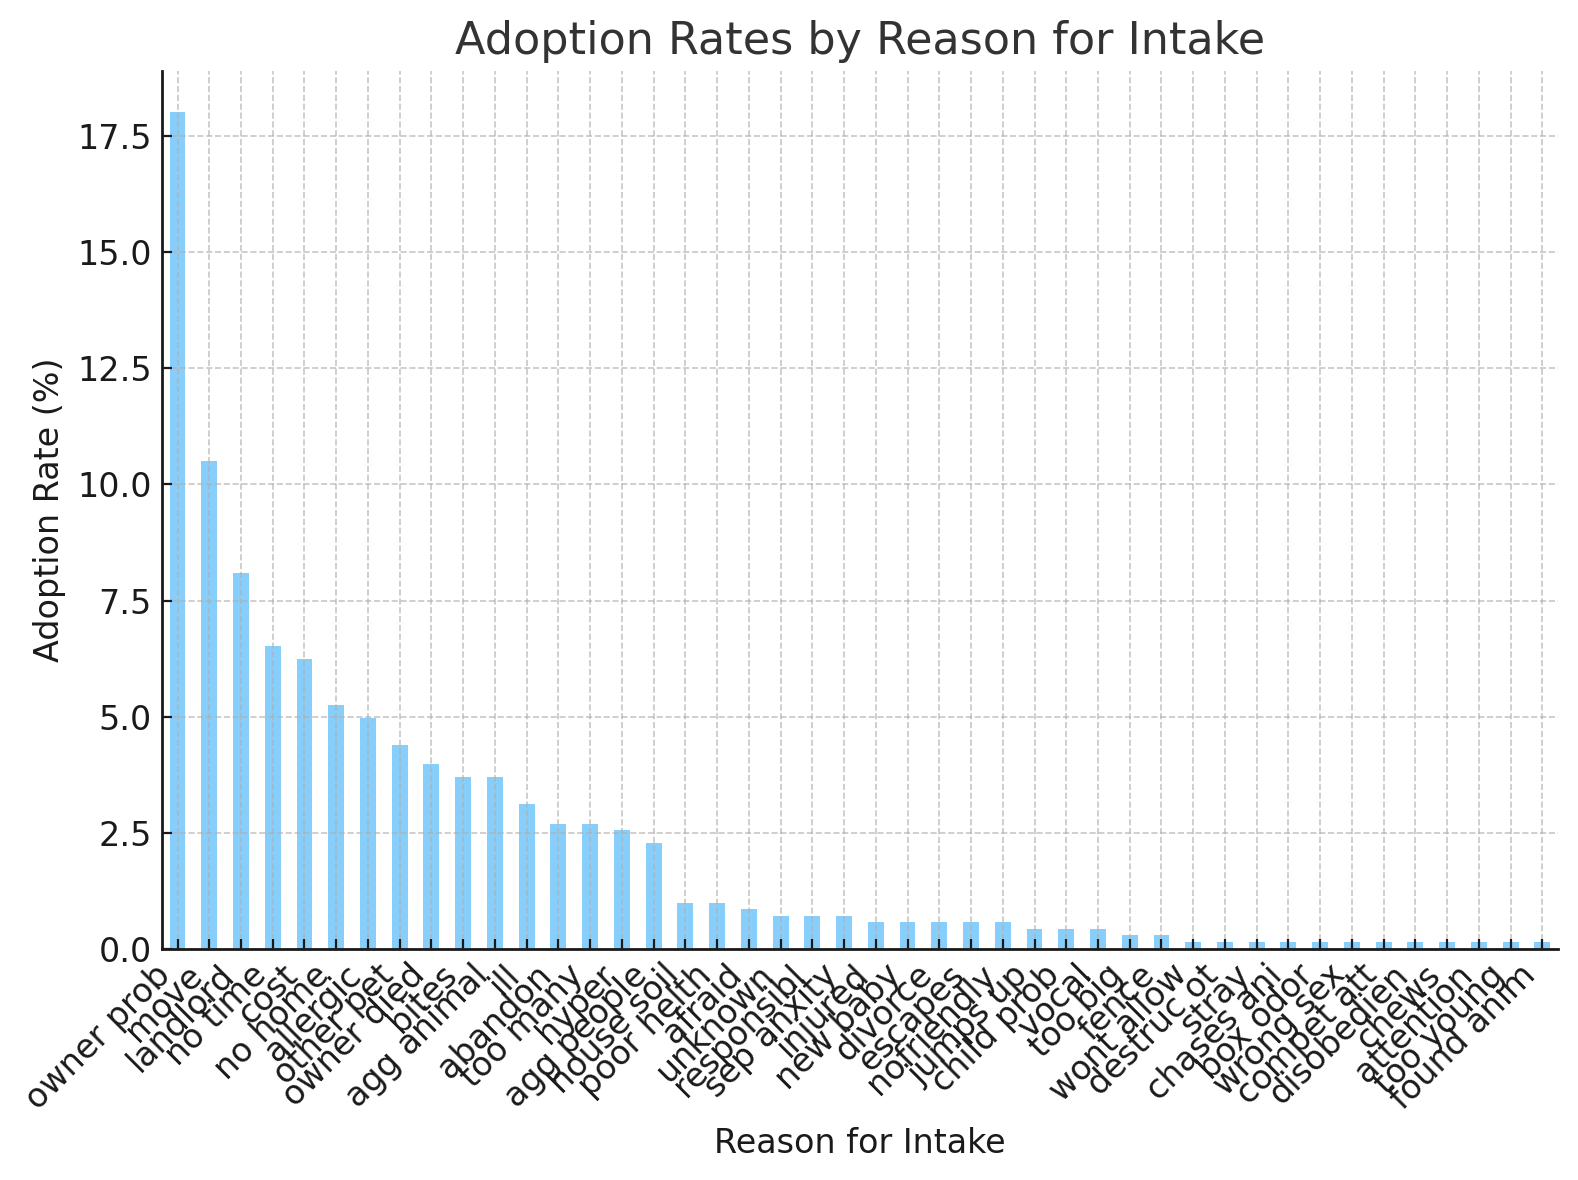 Adoption Rates by Reason for Intake
Adoption Rate (%)
17.5
15.0
12.5
10.0
7.5
5.0
2.5
0.0
owner prob
move
landlord
no time
cost
no home
allergic
other pet
owner died
bites
agg animal
ill
abandon
too many
hyper
agg people
house soil
poor helth
afraid
unknown
responsibl
sep anxity
injured
new baby
divorce
escapes
nofriendly
jumps up
child prob
vocal
too big
fence
wont allow
destruc ot
stray
chases ani
box odor
wrong sex
compet att
disobedien
chews
attention
too young
found anim
Reason for Intake